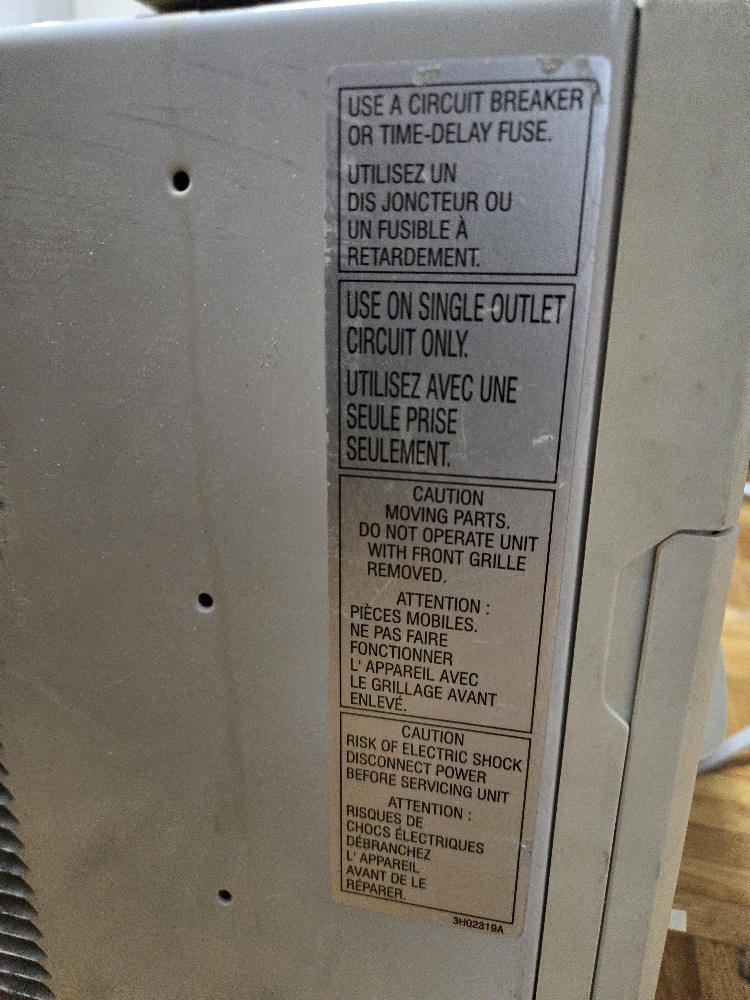 USE A CIRCUIT BREAKER
OR TIME-DELAY FUSE.
UTILISEZ UN
DIS JONCTEUR OU
UN FUSIBLE À
RETARDEMENT.
USE ON SINGLE OUTLET
CIRCUIT ONLY.
UTILISEZ AVEC UNE
SEULE PRISE
SEULEMENT.
CAUTION
MOVING PARTS.
DO NOT OPERATE UNIT
WITH FRONT GRILLE
REMOVED.
ATTENTION :
PIÈCES MOBILES.
NE PAS FAIRE
FONCTIONNER
L' APPAREIL AVEC
LE GRILLAGE AVANT
ENLEVÉ.
CAUTION
RISK OF ELECTRIC SHOCK
DISCONNECT POWER
BEFORE SERVICING UNIT
ATTENTION :
RISQUES DE
CHOCS ÉLECTRIQUES
DÉBRANCHEZ
L' APPAREIL
AVANT DE LE
RÉPARER.
3H02319A